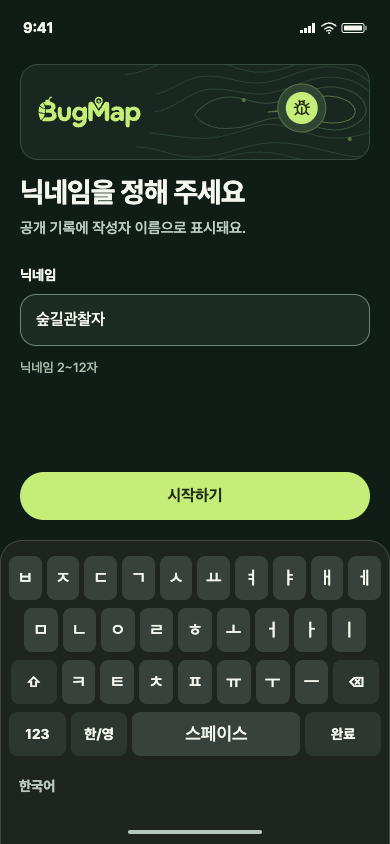 9:41
BugMap
닉네임을 정해 주세요
공개 기록에 작성자 이름으로 표시돼요.
닉네임
숲길관찰자
닉네임 2~12자
시작하기
ㅂ ㅈ ㄷ ㄱ ㅅ ㅛ ㅕ ㅑ ㅐ ㅔ
ㅁ ㄴ ㅇ ㄹ ㅎ ㅗ ㅓ ㅏ ㅣ
ㅋ ㅌ ㅊ ㅍ ㅠ ㅜ ㅡ
123 한/영 스페이스 완료
한국어